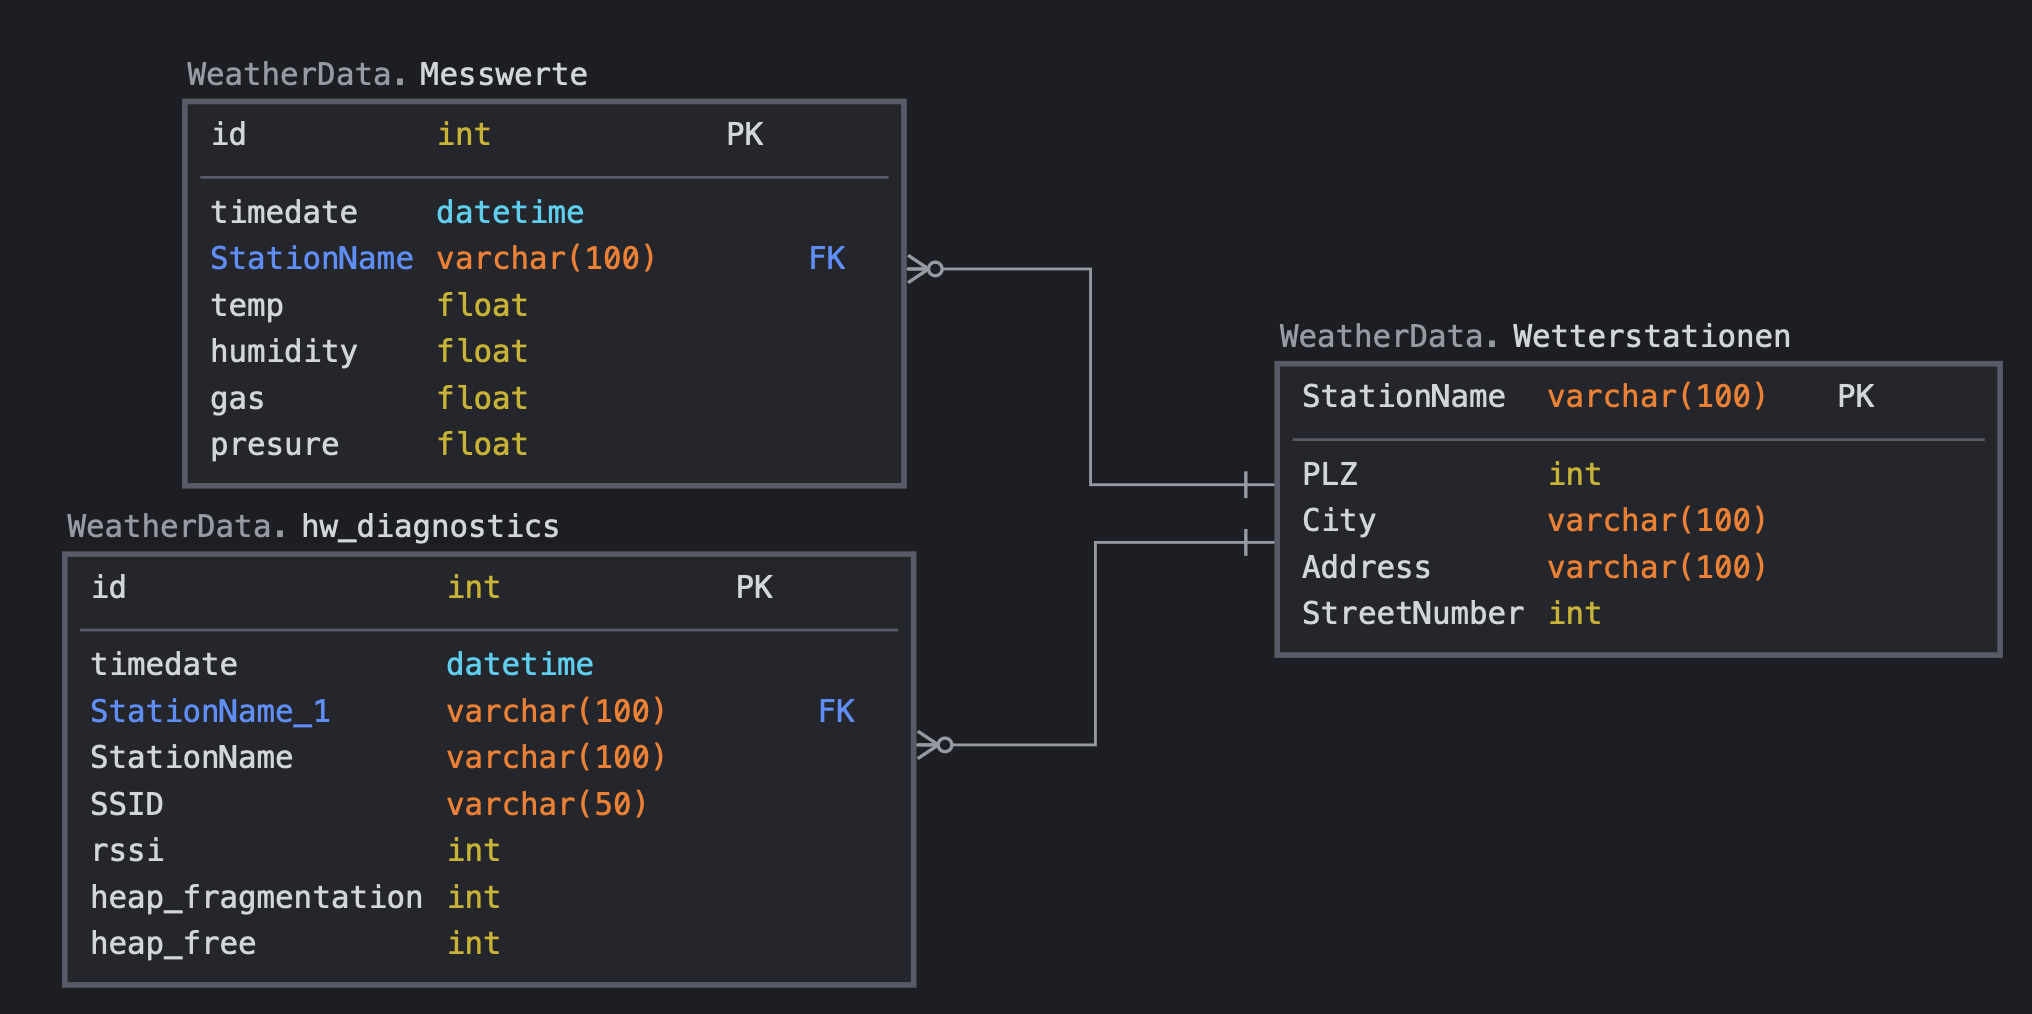 WeatherData. Messwerte
id int PK
timedate datetime
StationName varchar(100) FK
temp float
humidity float
gas float
presure float
WeatherData. hw_diagnostics
id int PK
timedate datetime
StationName_1 varchar(100) FK
StationName varchar(100)
SSID varchar(50)
rssi int
heap_fragmentation int
heap_free int
WeatherData. Wetterstationen
StationName varchar(100) PK
PLZ int
City varchar(100)
Address varchar(100)
StreetNumber int